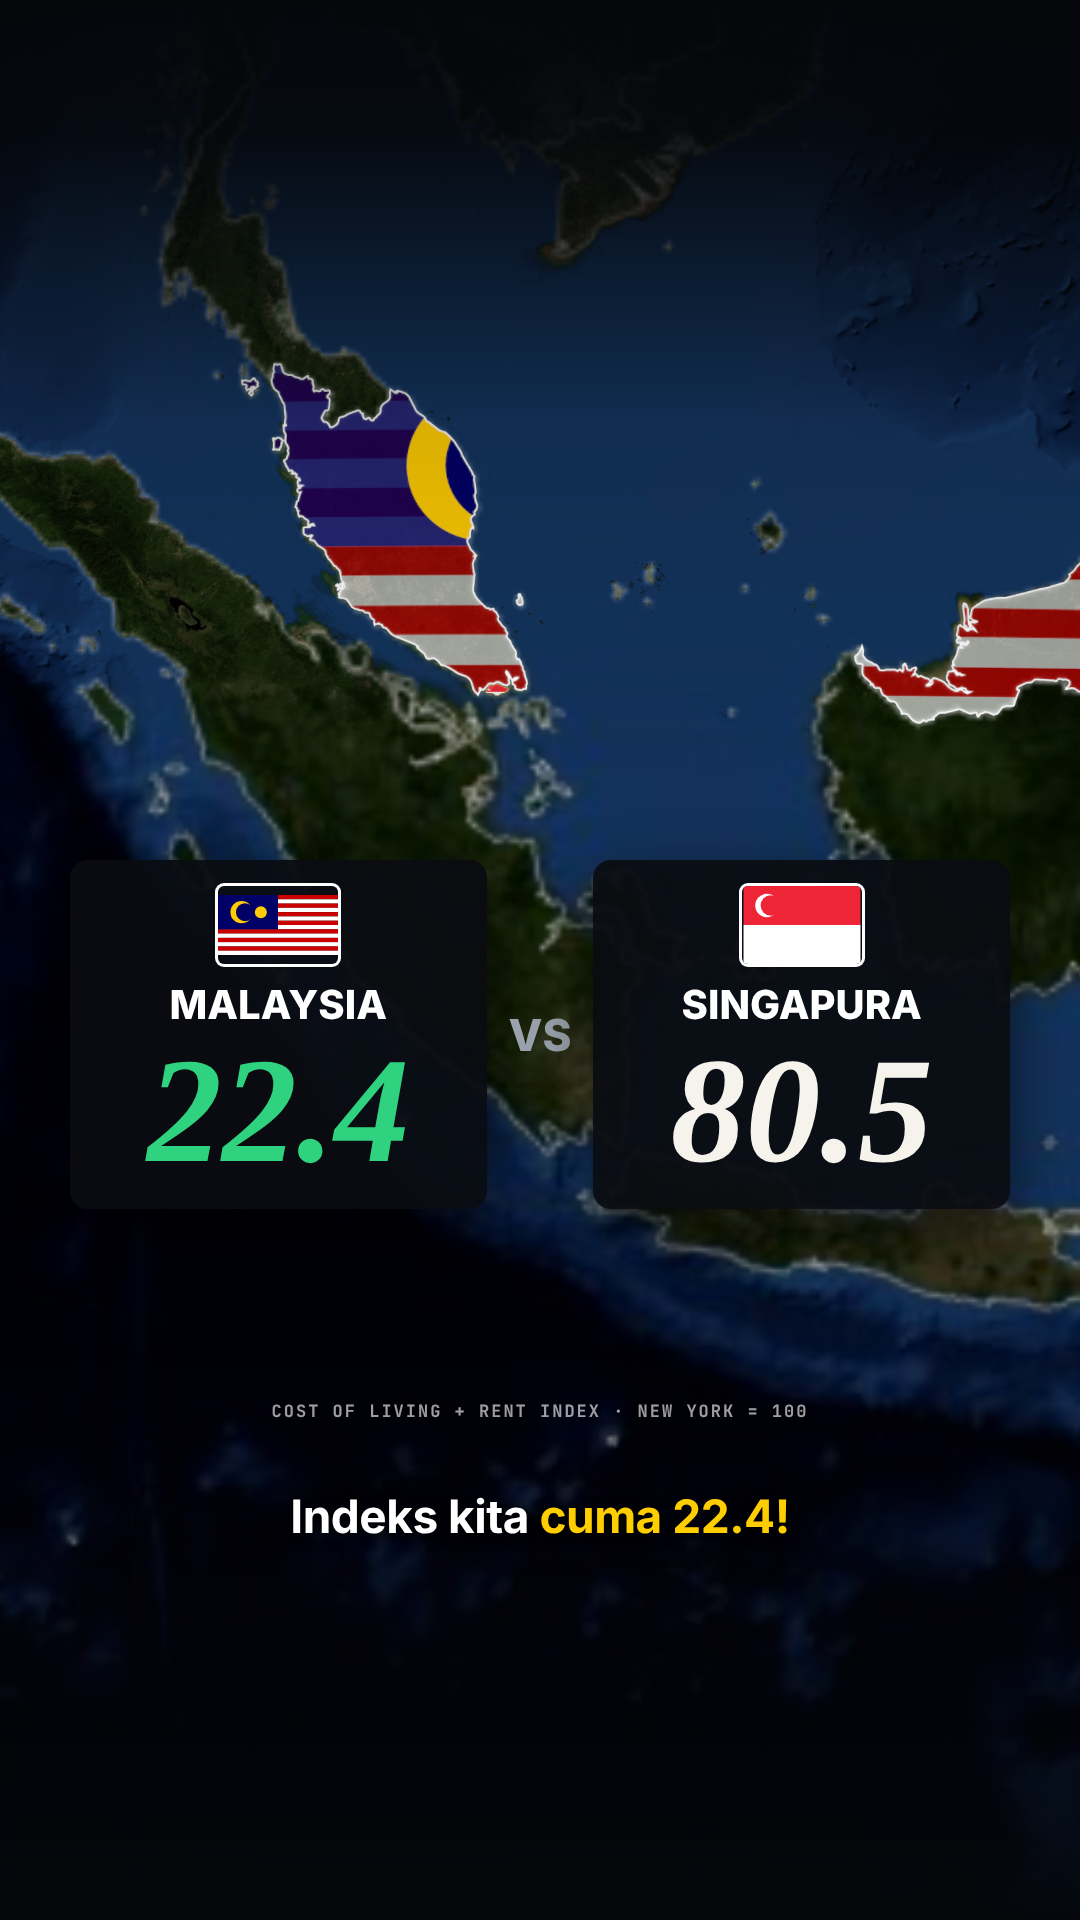 MALAYSIA
22.4
VS
SINGAPURA
80.5
COST OF LIVING + RENT INDEX · NEW YORK = 100
Indeks kita cuma 22.4!